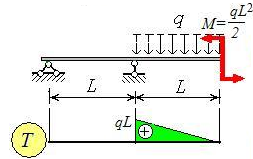 q M=qL²/2
L L
T qL +